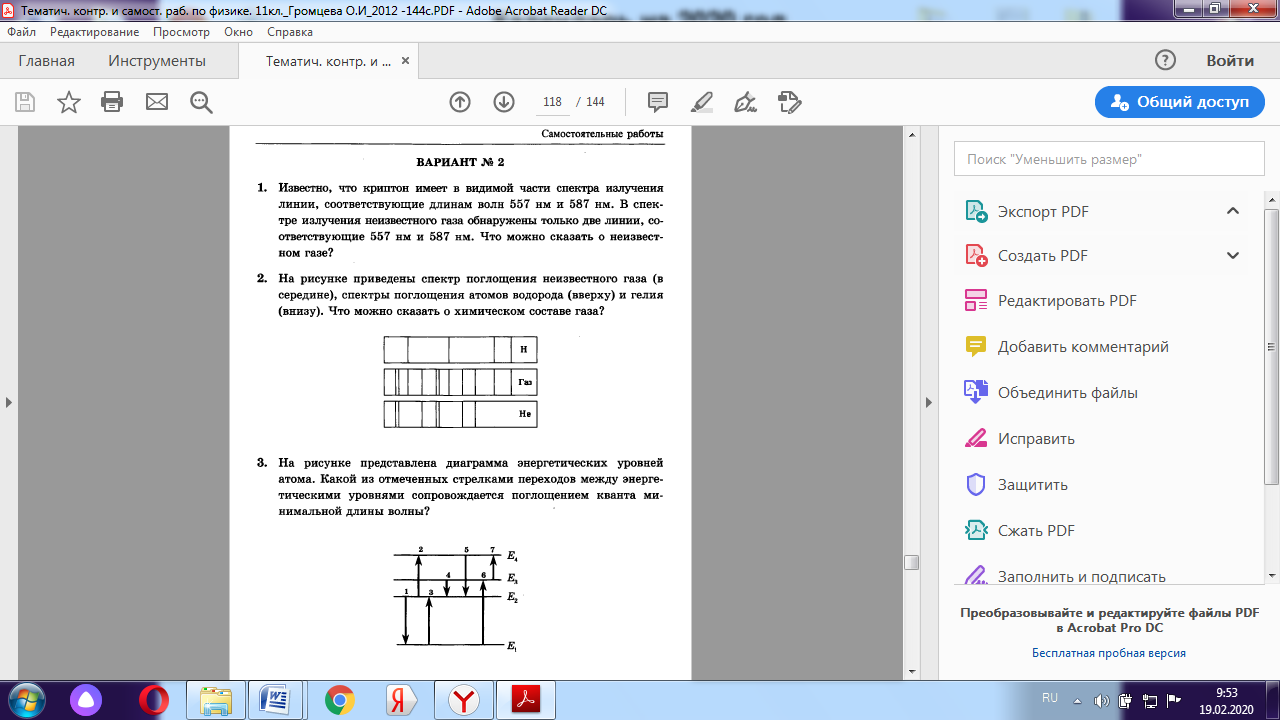 Тематич. контр. и самост. раб. по физике. 11кл._Громцева О.И_2012 -144с.PDF - Adobe Acrobat Reader DC
Файл Редактирование Просмотр Окно Справка
Главная Инструменты Тематич. контр. и ... × ? Войти
118 / 144 Общий доступ
Самостоятельные работы
ВАРИАНТ № 2
1. Известно, что криптон имеет в видимой части спектра излучения
линии, соответствующие длинам волн 557 нм и 587 нм. В спек-
тре излучения неизвестного газа обнаружены только две линии, со-
ответствующие 557 нм и 587 нм. Что можно сказать о неизвест-
ном газе?
2. На рисунке приведены спектр поглощения неизвестного газа (в
середине), спектры поглощения атомов водорода (вверху) и гелия
(внизу). Что можно сказать о химическом составе газа?
H
Газ
He
3. На рисунке представлена диаграмма энергетических уровней
атома. Какой из отмеченных стрелками переходов между энерге-
тическими уровнями сопровождается поглощением кванта ми-
нимальной длины волны?
2 5 7 E₄
4 6 E₃
1 3 E₂
E₁
Поиск "Уменьшить размер"
Экспорт PDF
Создать PDF
Редактировать PDF
Добавить комментарий
Объединить файлы
Исправить
Защитить
Сжать PDF
Заполнить и подписать
Преобразовывайте и редактируйте файлы PDF
в Acrobat Pro DC
Бесплатная пробная версия
RU
9:53
19.02.2020